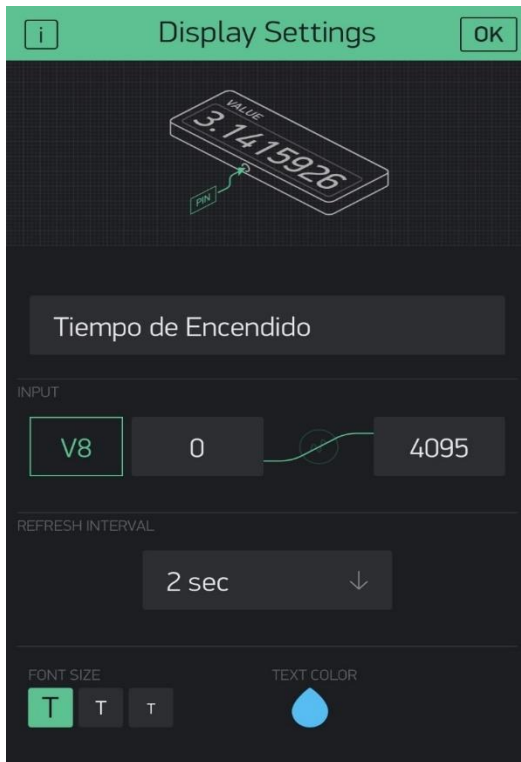 i Display Settings OK
VALUE
3.1415926
PIN
Tiempo de Encendido
INPUT
V8 0 4095
REFRESH INTERVAL
2 sec
FONT SIZE TEXT COLOR
T T T